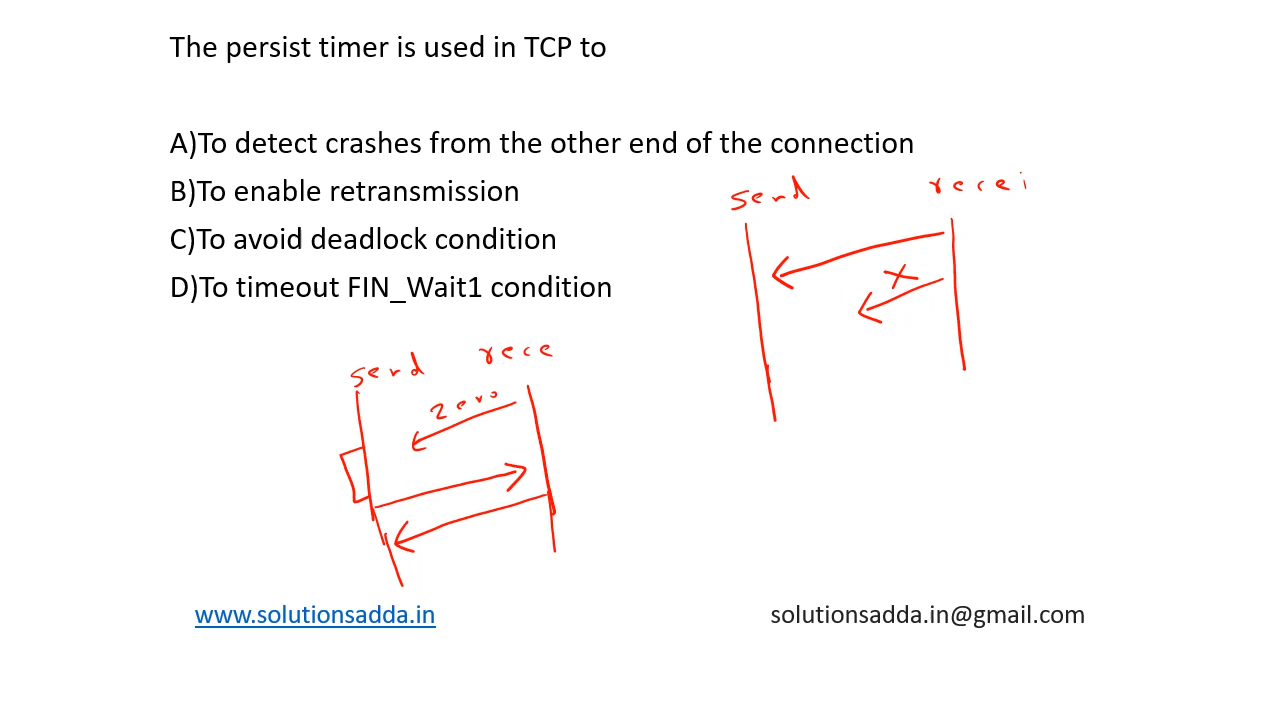 The persist timer is used in TCP to
A)To detect crashes from the other end of the connection
B)To enable retransmission
C)To avoid deadlock condition
D)To timeout FIN_Wait1 condition
send recei
send rece
zero
www.solutionsadda.in
solutionsadda.in@gmail.com